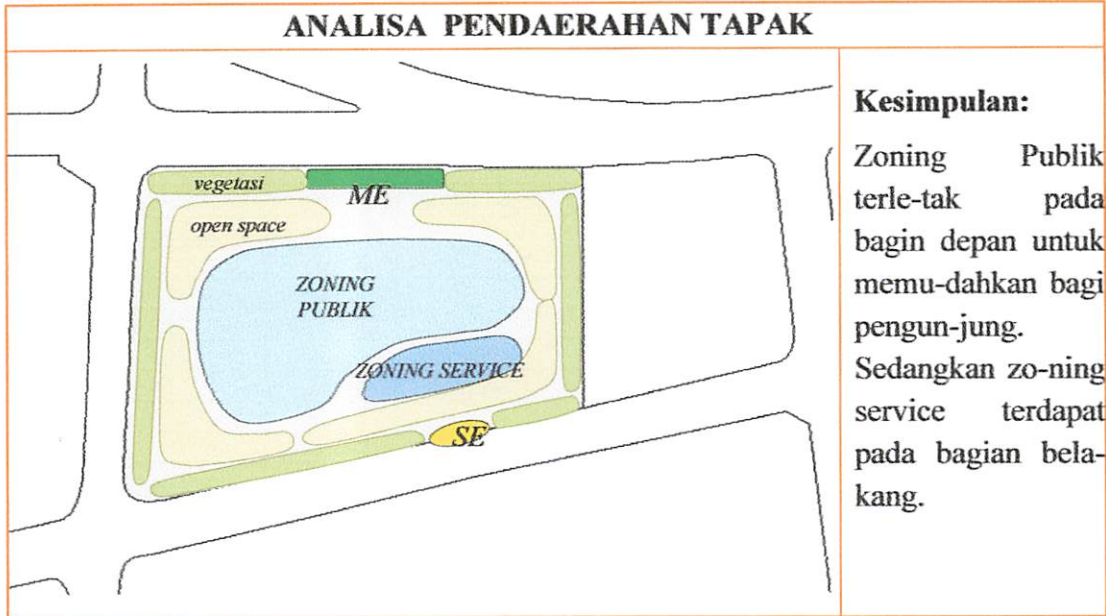 ANALISA PENDAERAHAN TAPAK
vegetasi
ME
open space
ZONING
PUBLIK
ZONING SERVICE
SE
Kesimpulan:
Zoning Publik
terle-tak pada
bagin depan untuk
memu-dahkan bagi
pengun-jung.
Sedangkan zo-ning
service terdapat
pada bagian bela-
kang.